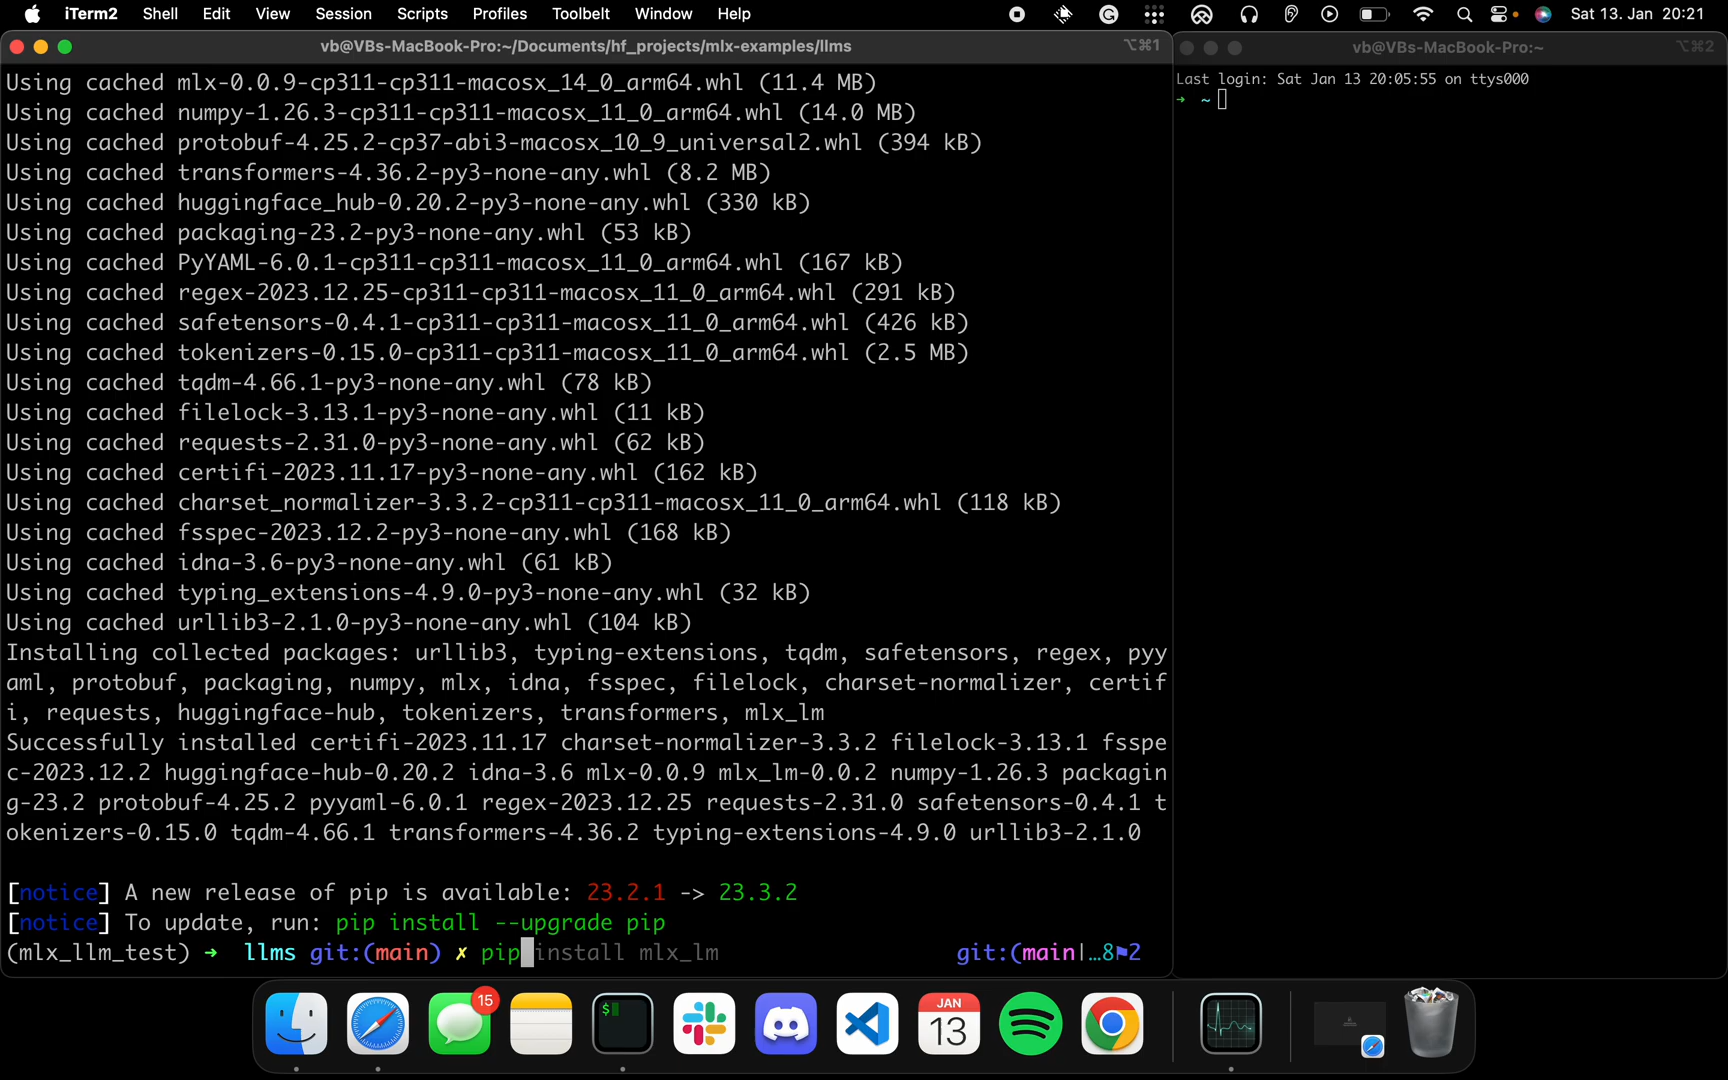 iTerm2 Shell Edit View Session Scripts Profiles Toolbelt Window Help Sat 13. Jan 20:21
vb@VBs-MacBook-Pro:~/Documents/hf_projects/mlx-examples/llms ⌥⌘1
Using cached mlx-0.0.9-cp311-cp311-macosx_14_0_arm64.whl (11.4 MB)
Using cached numpy-1.26.3-cp311-cp311-macosx_11_0_arm64.whl (14.0 MB)
Using cached protobuf-4.25.2-cp37-abi3-macosx_10_9_universal2.whl (394 kB)
Using cached transformers-4.36.2-py3-none-any.whl (8.2 MB)
Using cached huggingface_hub-0.20.2-py3-none-any.whl (330 kB)
Using cached packaging-23.2-py3-none-any.whl (53 kB)
Using cached PyYAML-6.0.1-cp311-cp311-macosx_11_0_arm64.whl (167 kB)
Using cached regex-2023.12.25-cp311-cp311-macosx_11_0_arm64.whl (291 kB)
Using cached safetensors-0.4.1-cp311-cp311-macosx_11_0_arm64.whl (426 kB)
Using cached tokenizers-0.15.0-cp311-cp311-macosx_11_0_arm64.whl (2.5 MB)
Using cached tqdm-4.66.1-py3-none-any.whl (78 kB)
Using cached filelock-3.13.1-py3-none-any.whl (11 kB)
Using cached requests-2.31.0-py3-none-any.whl (62 kB)
Using cached certifi-2023.11.17-py3-none-any.whl (162 kB)
Using cached charset_normalizer-3.3.2-cp311-cp311-macosx_11_0_arm64.whl (118 kB)
Using cached fsspec-2023.12.2-py3-none-any.whl (168 kB)
Using cached idna-3.6-py3-none-any.whl (61 kB)
Using cached typing_extensions-4.9.0-py3-none-any.whl (32 kB)
Using cached urllib3-2.1.0-py3-none-any.whl (104 kB)
Installing collected packages: urllib3, typing-extensions, tqdm, safetensors, regex, pyy
aml, protobuf, packaging, numpy, mlx, idna, fsspec, filelock, charset-normalizer, certif
i, requests, huggingface-hub, tokenizers, transformers, mlx_lm
Successfully installed certifi-2023.11.17 charset-normalizer-3.3.2 filelock-3.13.1 fsspe
c-2023.12.2 huggingface-hub-0.20.2 idna-3.6 mlx-0.0.9 mlx_lm-0.0.2 numpy-1.26.3 packagin
g-23.2 protobuf-4.25.2 pyyaml-6.0.1 regex-2023.12.25 requests-2.31.0 safetensors-0.4.1 t
okenizers-0.15.0 tqdm-4.66.1 transformers-4.36.2 typing-extensions-4.9.0 urllib3-2.1.0
[notice] A new release of pip is available: 23.2.1 -> 23.3.2
[notice] To update, run: pip install --upgrade pip
(mlx_llm_test) ➜ llms git:(main) ✗ pip install mlx_lm git:(main|…8⚑2
vb@VBs-MacBook-Pro:~ ⌥⌘2
Last login: Sat Jan 13 20:05:55 on ttys000
➜ ~
15
$
JAN
13